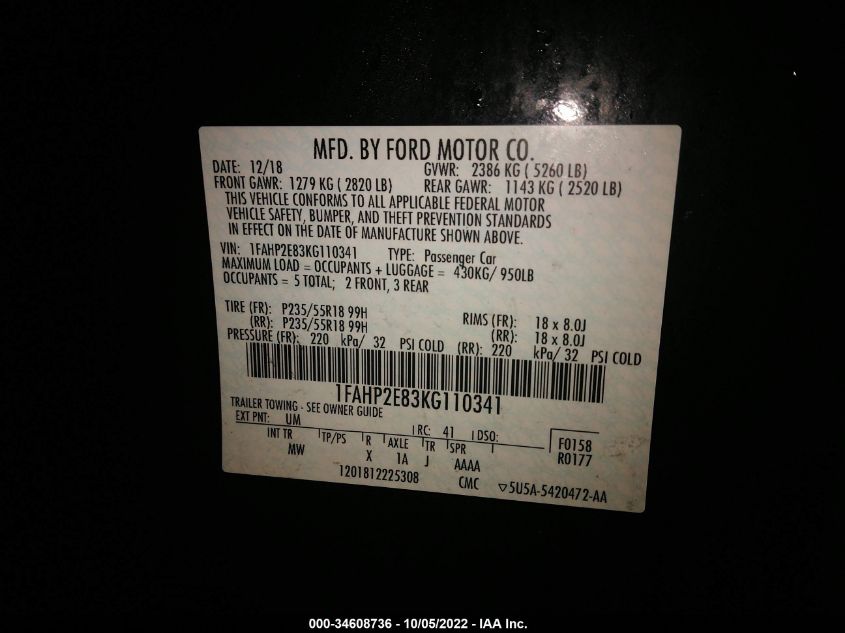 MFD. BY FORD MOTOR CO.
DATE: 12/18 GVWR: 2386 KG ( 5260 LB)
FRONT GAWR: 1279 KG ( 2820 LB) REAR GAWR: 1143 KG ( 2520 LB)
THIS VEHICLE CONFORMS TO ALL APPLICABLE FEDERAL MOTOR
VEHICLE SAFETY, BUMPER, AND THEFT PREVENTION STANDARDS
IN EFFECT ON THE DATE OF MANUFACTURE SHOWN ABOVE.
VIN: 1FAHP2E83KG110341 TYPE: Passenger Car
MAXIMUM LOAD = OCCUPANTS + LUGGAGE = 430KG/ 950LB
OCCUPANTS = 5 TOTAL; 2 FRONT, 3 REAR
TIRE (FR): P235/55R18 99H RIMS (FR): 18 x 8.0J
(RR): P235/55R18 99H (RR): 18 x 8.0J
PRESSURE (FR): 220 kPa/ 32 PSI COLD (RR): 220 kPa/ 32 PSI COLD
1FAHP2E83KG110341
TRAILER TOWING - SEE OWNER GUIDE
EXT PNT: UM RC: 41 DSO: F0158
INT TR TP/PS R AXLE TR SPR R0177
MW X 1A J AAAA
1201812225308 CMC ▽5U5A-5420472-AA
000-34608736 - 10/05/2022 - IAA Inc.